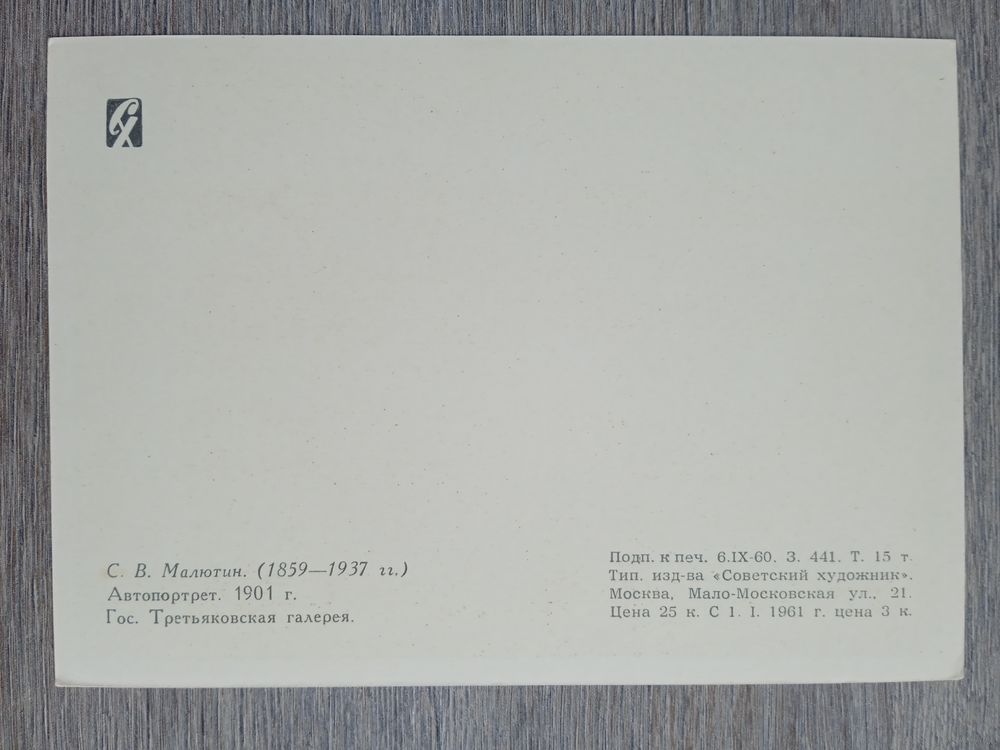 СХ
С. В. Малютин. (1859—1937 гг.)
Автопортрет. 1901 г.
Гос. Третьяковская галерея.
Подп. к печ. 6.IX-60. З. 441. Т. 15 т.
Тип. изд-ва «Советский художник».
Москва, Мало-Московская ул., 21.
Цена 25 к. С 1. I. 1961 г. цена 3 к.